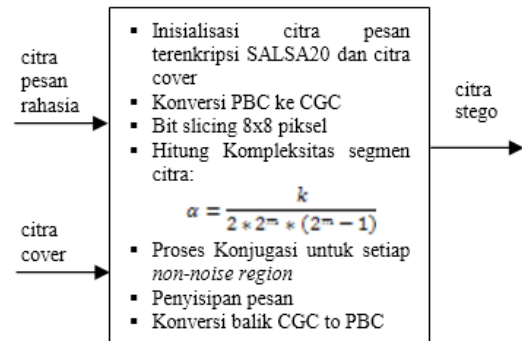 citra
pesan
rahasia
citra
cover
▪ Inisialisasi citra pesan
terenkripsi SALSA20 dan citra
cover
▪ Konversi PBC ke CGC
▪ Bit slicing 8x8 piksel
▪ Hitung Kompleksitas segmen
citra:
α = k / (2 * 2^m * (2^m − 1))
▪ Proses Konjugasi untuk setiap
non-noise region
▪ Penyisipan pesan
▪ Konversi balik CGC to PBC
citra
stego